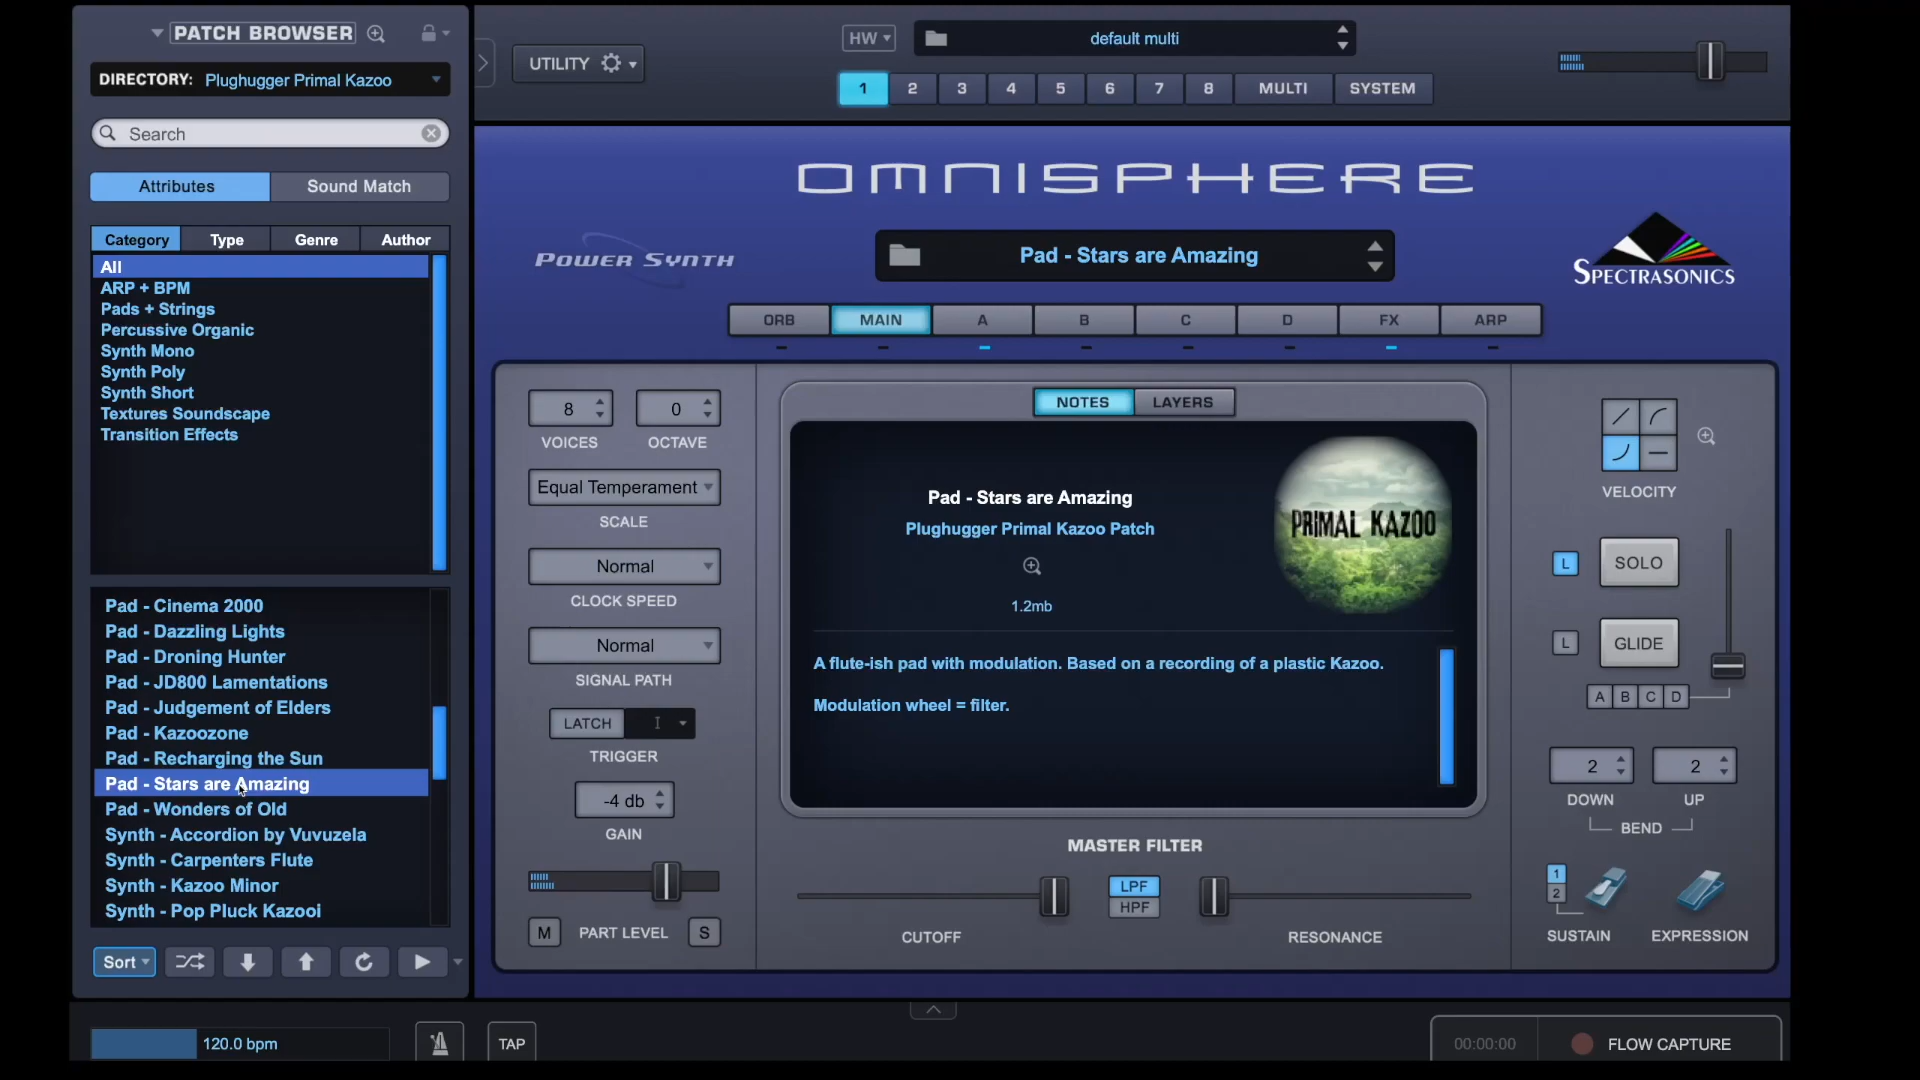 PATCH BROWSER
DIRECTORY: Plughugger Primal Kazoo
Search
Attributes Sound Match
Category Type Genre Author
All
ARP + BPM
Pads + Strings
Percussive Organic
Synth Mono
Synth Poly
Synth Short
Textures Soundscape
Transition Effects
Pad - Cinema 2000
Pad - Dazzling Lights
Pad - Droning Hunter
Pad - JD800 Lamentations
Pad - Judgement of Elders
Pad - Kazoozone
Pad - Recharging the Sun
Pad - Stars are Amazing
Pad - Wonders of Old
Synth - Accordion by Vuvuzela
Synth - Carpenters Flute
Synth - Kazoo Minor
Synth - Pop Pluck Kazooi
Sort
120.0 bpm
TAP
UTILITY
HW
default multi
1 2 3 4 5 6 7 8 MULTI SYSTEM
OMNISPHERE
POWER SYNTH
Pad - Stars are Amazing
SPECTRASONICS
ORB MAIN A B C D FX ARP
8 0
VOICES OCTAVE
Equal Temperament
SCALE
Normal
CLOCK SPEED
Normal
SIGNAL PATH
LATCH
TRIGGER
-4 db
GAIN
M PART LEVEL S
NOTES LAYERS
Pad - Stars are Amazing
Plughugger Primal Kazoo Patch
1.2mb
PRIMAL KAZOO
A flute-ish pad with modulation. Based on a recording of a plastic Kazoo.
Modulation wheel = filter.
MASTER FILTER
LPF
HPF
CUTOFF
RESONANCE
VELOCITY
L SOLO
L GLIDE
A B C D
2 2
DOWN UP
BEND
1
2
SUSTAIN EXPRESSION
00:00:00 FLOW CAPTURE